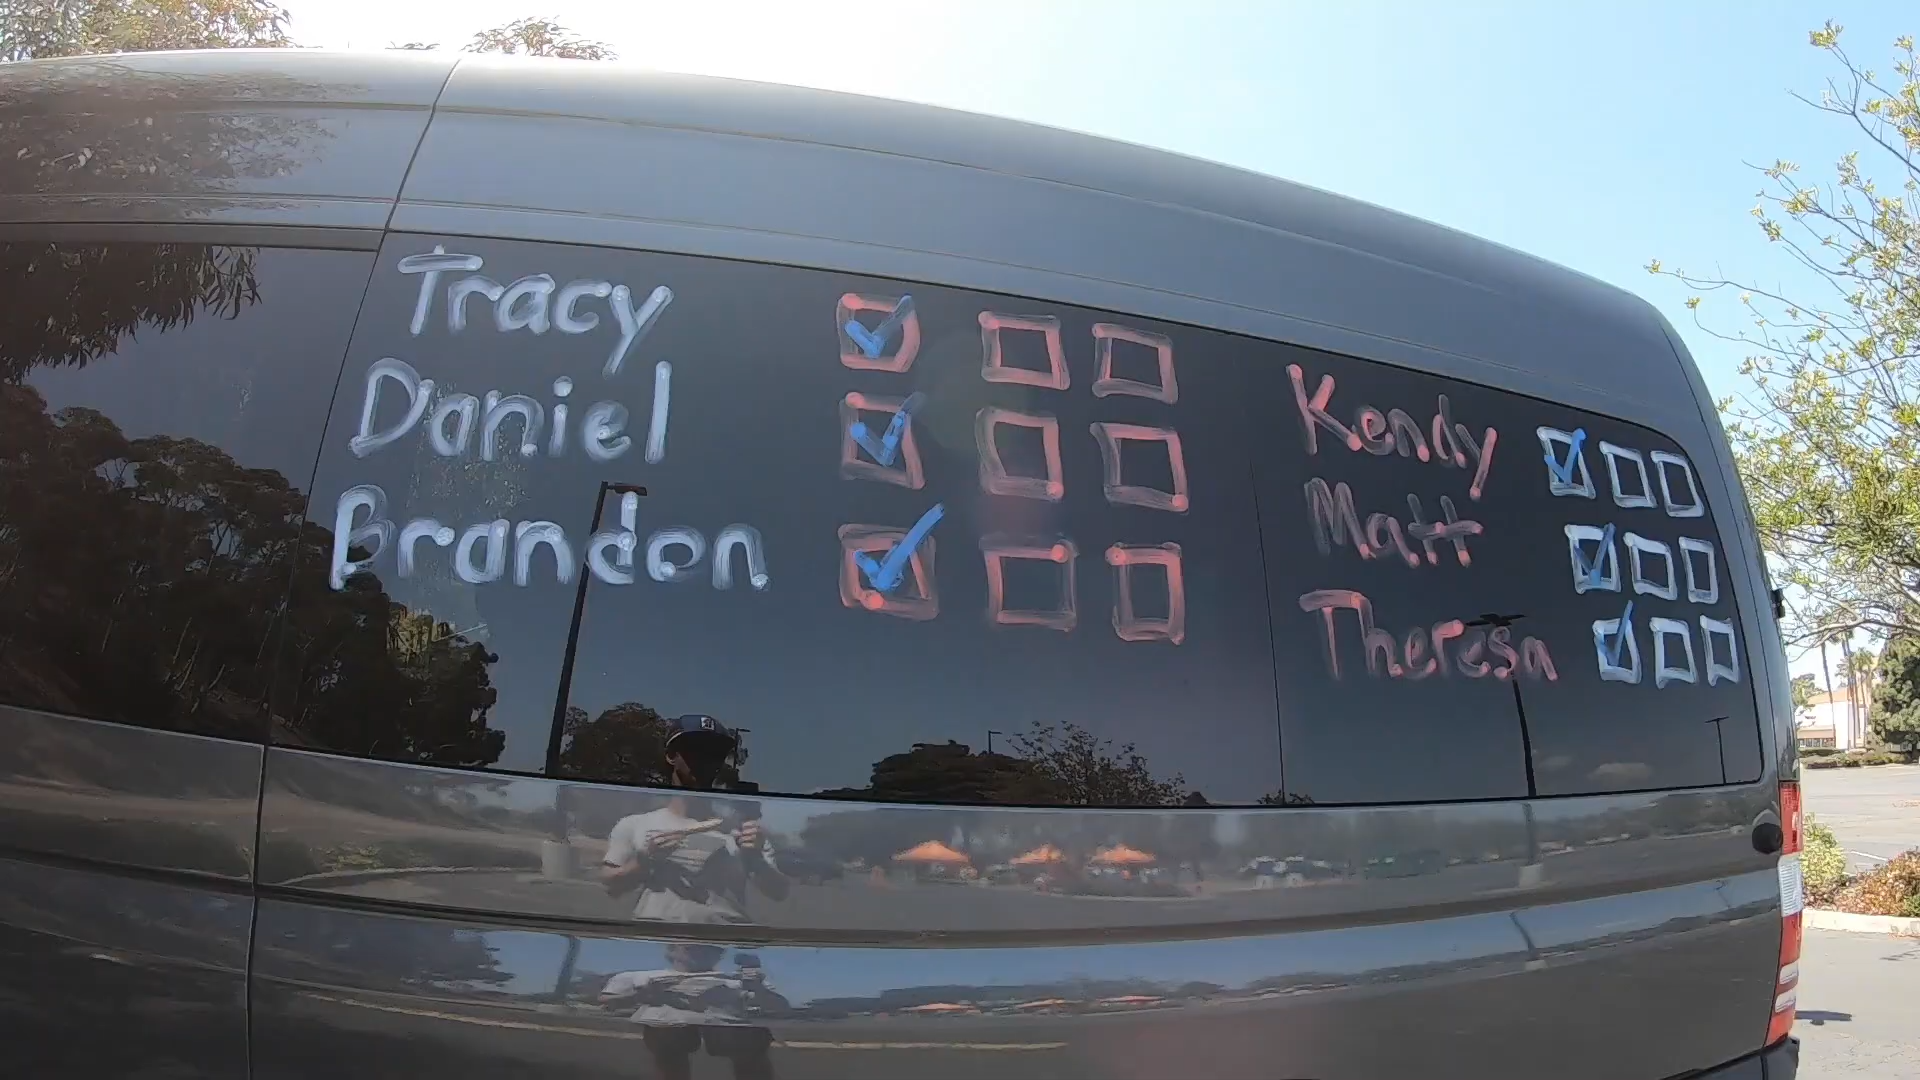 Tracy
Daniel
Brandon
Kendy
Matt
Theresa